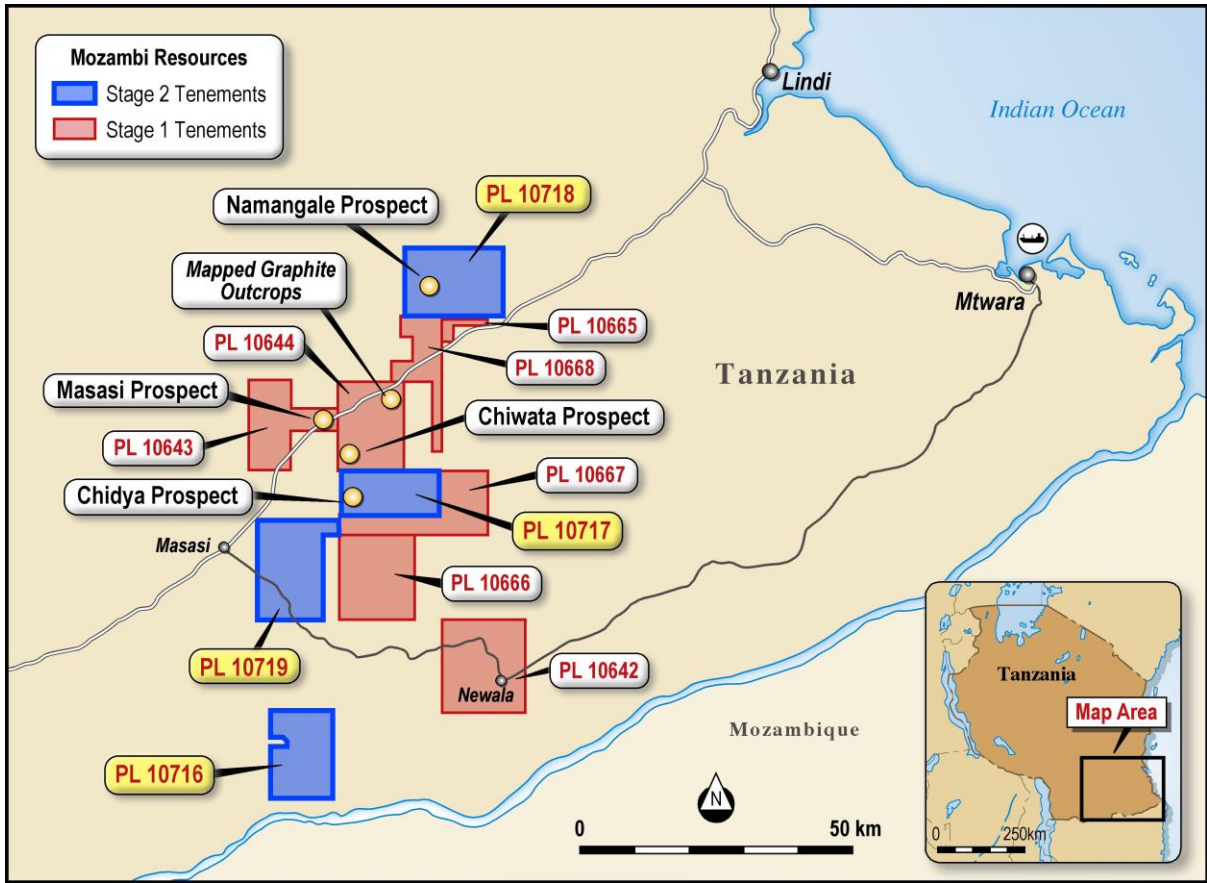 Mozambi Resources
Stage 2 Tenements
Stage 1 Tenements
Lindi
Indian Ocean
Namangale Prospect
PL 10718
Mapped Graphite
Outcrops
Mtwara
PL 10665
PL 10644
PL 10668
Tanzania
Masasi Prospect
Chiwata Prospect
PL 10643
PL 10667
Chidya Prospect
PL 10717
Masasi
PL 10666
PL 10719
PL 10642
Newala
Mozambique
PL 10716
N
0
50 km
Tanzania
Map Area
0
250km